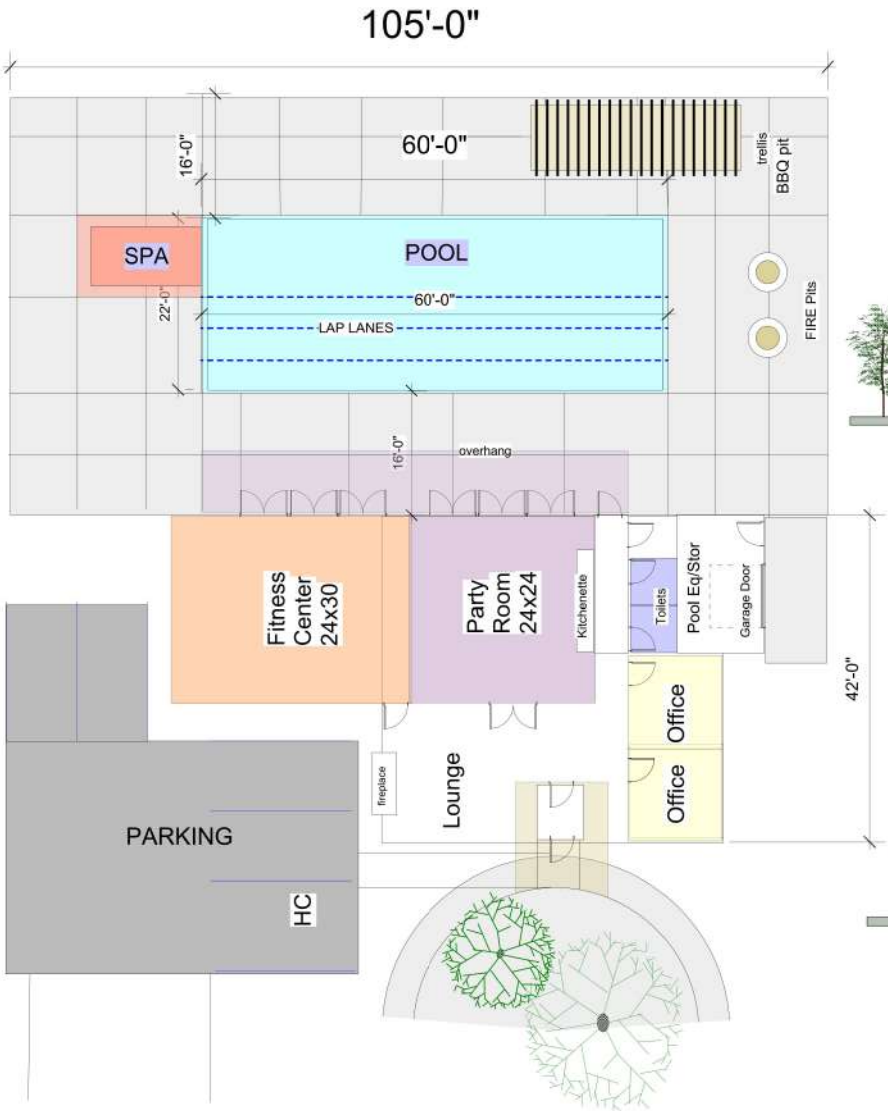 105'-0"
16'-0"
60'-0"
trellis
BBQ pit
SPA
POOL
22'-0"
60'-0"
LAP LANES
FIRE Pits
16'-0"
overhang
Fitness
Center
24x30
Party
Room
24x24
Kitchenette
Toilets
Pool Eq/Stor
Garage Door
42'-0"
Office
Office
fireplace
Lounge
PARKING
HC